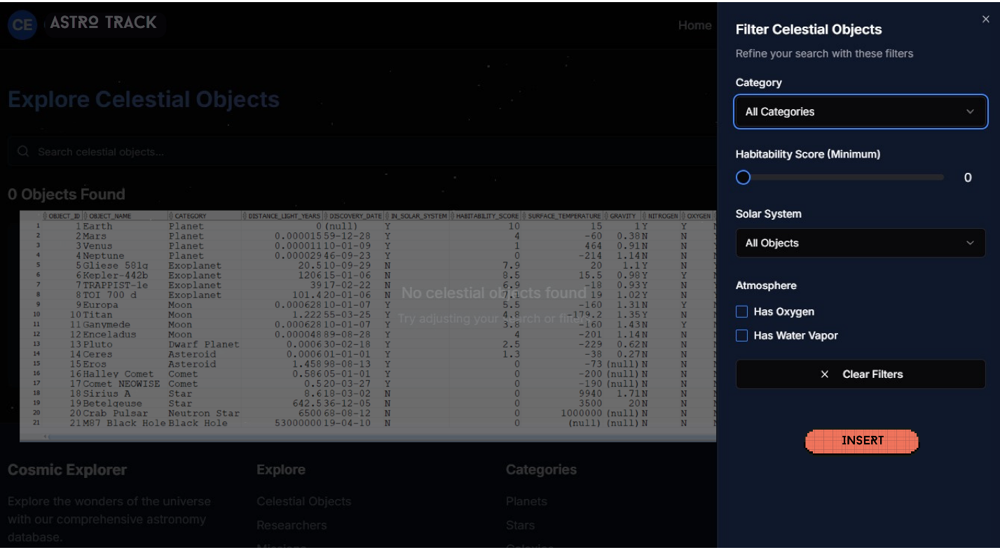 CE ASTRO TRACK
Home
Explore Celestial Objects
Search celestial objects...
0 Objects Found
OBJECT_ID OBJECT_NAME CATEGORY DISTANCE_LIGHT_YEARS DISCOVERY_DATE IN_SOLAR_SYSTEM HABITABILITY_SCORE SURFACE_TEMPERATURE GRAVITY NITROGEN OXYGEN
1 1 Earth Planet 0 (null) Y 10 15 1 Y Y
2 2 Mars Planet 0.000015 59-12-28 Y 4 -60 0.38 N N
3 3 Venus Planet 0.000011 10-01-09 Y 1 464 0.91 N N
4 4 Neptune Planet 0.000029 46-09-23 Y 0 -214 1.14 N N
5 5 Gliese 581g Exoplanet 20.5 10-09-29 N 7.9 20 1.1 Y N
6 6 Kepler-442b Exoplanet 1206 15-01-06 N 8.5 15.5 0.98 Y Y
7 7 TRAPPIST-1e Exoplanet 39 17-02-22 N 6.9 -18 0.93 Y N
8 8 TOI 700 d Exoplanet 101.4 20-01-06 N 19 1.02 Y N
9 9 Europa Moon 0.000628 10-01-07 Y 5.5 -160 1.31 N Y
10 10 Titan Moon 1.222 55-03-25 Y 4.8 -179.2 1.35 Y N
11 11 Ganymede Moon 0.000628 10-01-07 Y 3.8 -160 1.43 N Y
12 12 Enceladus Moon 0.000048 89-08-28 Y 4 -201 1.14 N N
13 13 Pluto Dwarf Planet 0.0006 30-02-18 Y 2.5 -229 0.62 N N
14 14 Ceres Asteroid 0.0006 01-01-01 Y 1.3 -38 0.27 N N
15 15 Eros Asteroid 1.458 98-08-13 Y 0 -73 (null) N N
16 16 Halley Comet Comet 0.586 05-01-01 Y 0 -200 (null) N N
17 17 Comet NEOWISE Comet 0.5 20-03-27 Y 0 -190 (null) N N
18 18 Sirius A Star 8.6 18-03-02 N 0 9940 1.71 N N
19 19 Betelgeuse Star 642.5 36-12-05 N 0 3500 20 N N
20 20 Crab Pulsar Neutron Star 6500 68-08-12 N 0 1000000 (null) N N
21 21 M87 Black Hole Black Hole 53000000 19-04-10 N 0 (null) (null) N N
No celestial objects found
Try adjusting your search or filters
Cosmic Explorer
Explore the wonders of the universe
with our comprehensive astronomy
database.
Explore
Celestial Objects
Researchers
Missions
Categories
Planets
Stars
Galaxies
Filter Celestial Objects
Refine your search with these filters
Category
All Categories
Habitability Score (Minimum)
0
Solar System
All Objects
Atmosphere
Has Oxygen
Has Water Vapor
Clear Filters
INSERT